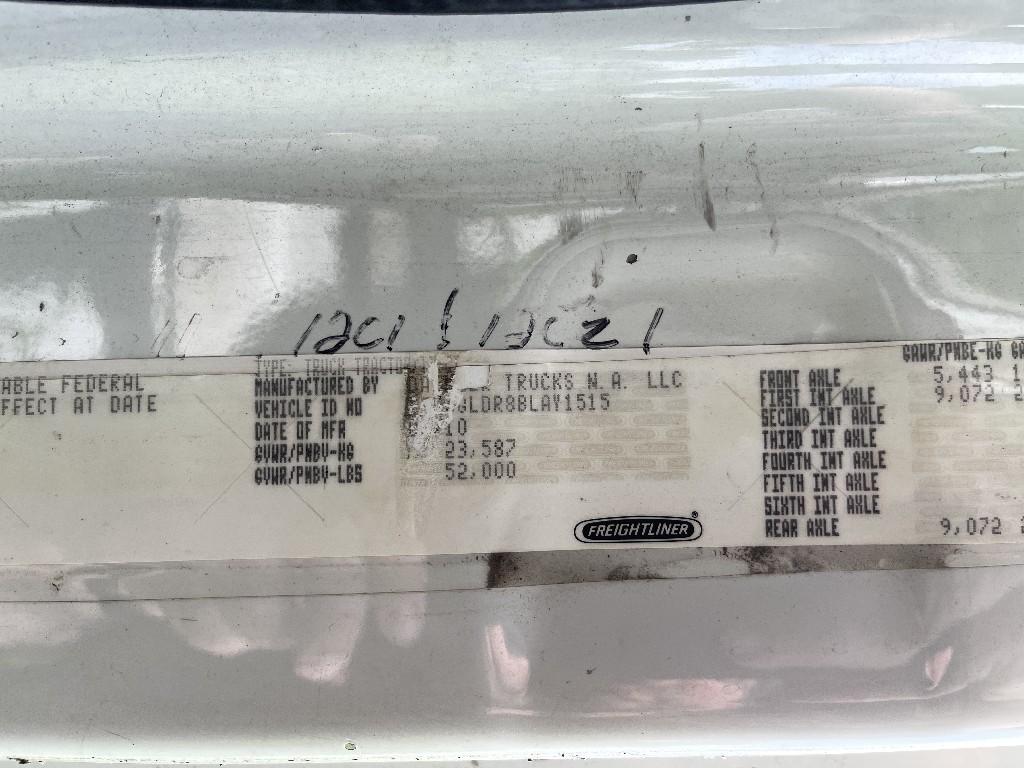 TYPE: TRUCK TRACTOR
GAWR/PNBE-KG
ABLE FEDERAL
FFECT AT DATE
MANUFACTURED BY TRUCKS N.A. LLC
VEHICLE ID NO GLDR8BLAY1515
DATE OF MFR 10
GVWR/PNBV-KG 23,587
GVWR/PNBV-LBS 52,000
FRONT AXLE 5,443 1
FIRST INT AXLE 9,072 2
SECOND INT AXLE
THIRD INT AXLE
FOURTH INT AXLE
FIFTH INT AXLE
SIXTH INT AXLE
REAR AXLE 9,072 2
FREIGHTLINER®